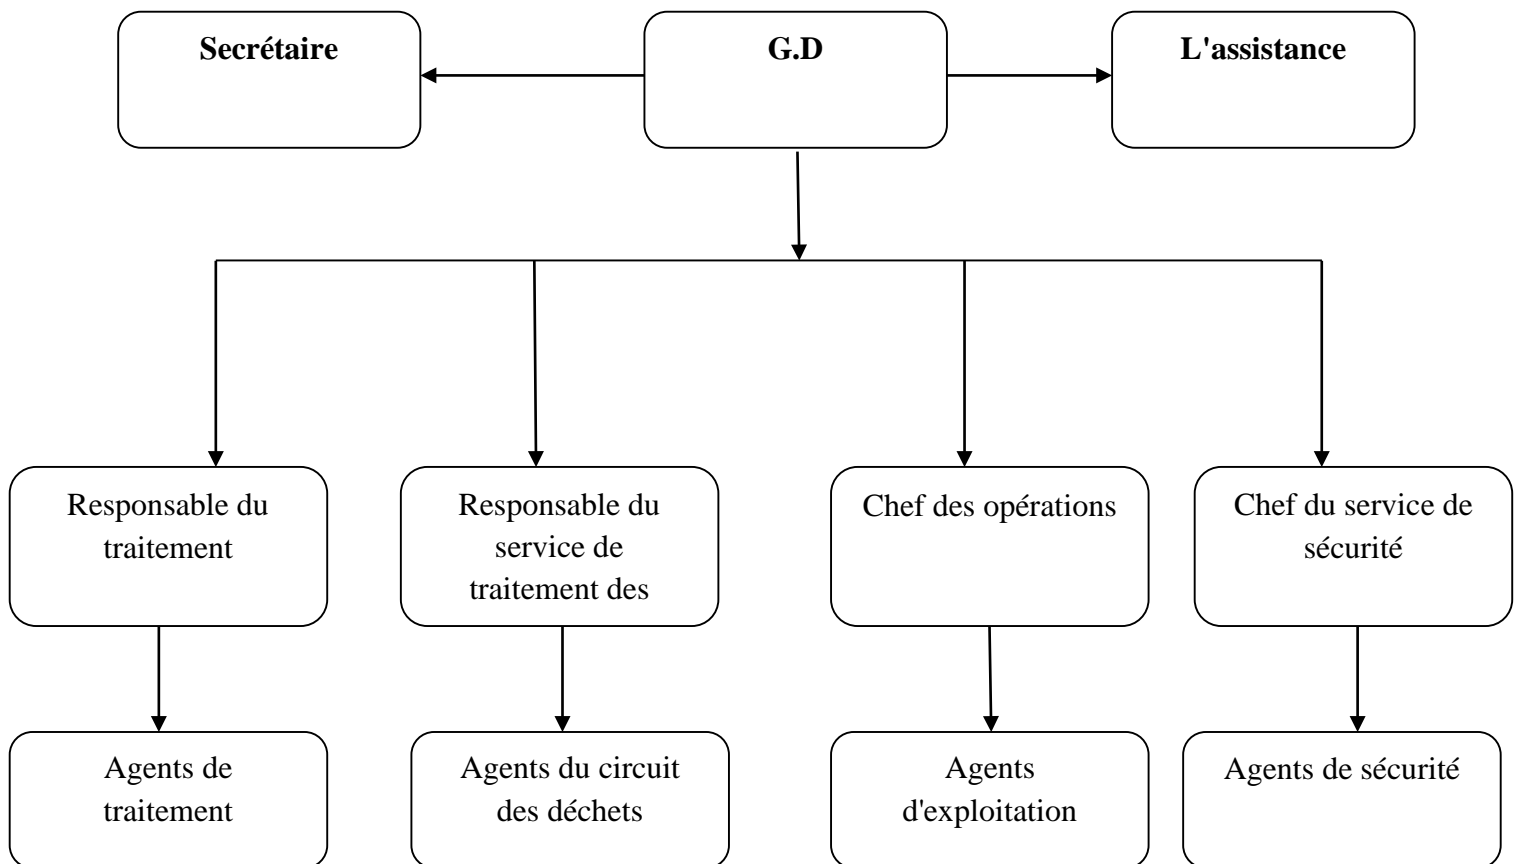 Secrétaire
G.D
L'assistance
Responsable du
traitement
Responsable du
service de
traitement des
Chef des opérations
Chef du service de
sécurité
Agents de
traitement
Agents du circuit
des déchets
Agents
d'exploitation
Agents de sécurité